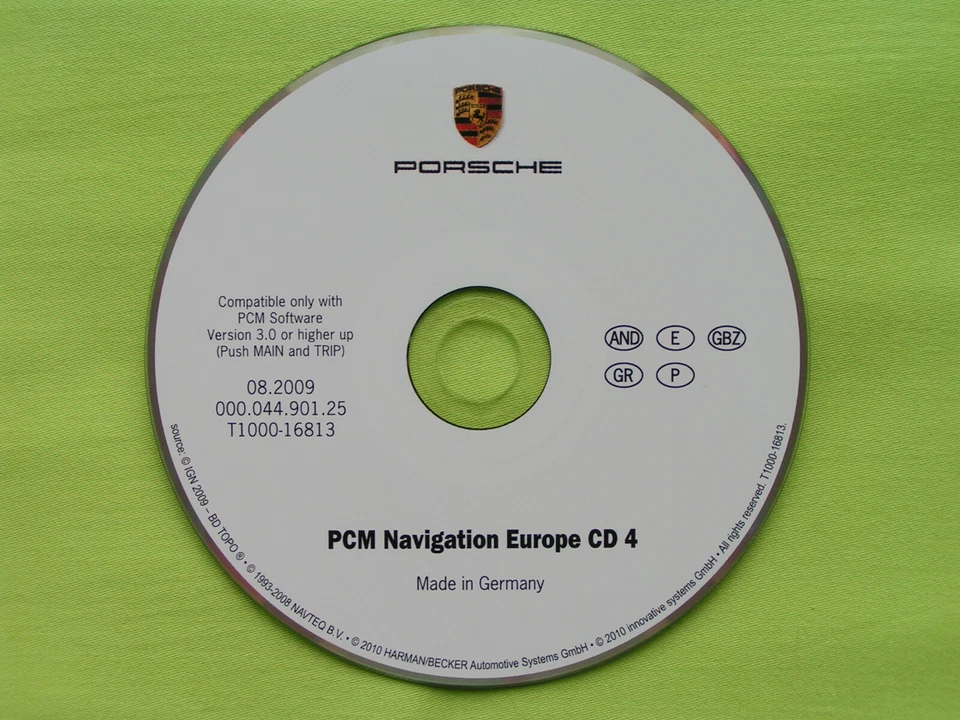 PORSCHE
PORSCHE
Compatible only with
PCM Software
Version 3.0 or higher up
(Push MAIN and TRIP)
08.2009
000.044.901.25
T1000-16813
AND E GBZ
GR P
PCM Navigation Europe CD 4
Made in Germany
source: © IGN 2009 – BD TOPO ® • © 1993-2008 NAVTEQ B.V. • © 2010 HARMAN/BECKER Automotive Systems GmbH • © 2010 innovative systems GmbH • All rights reserved. T1000-16813.